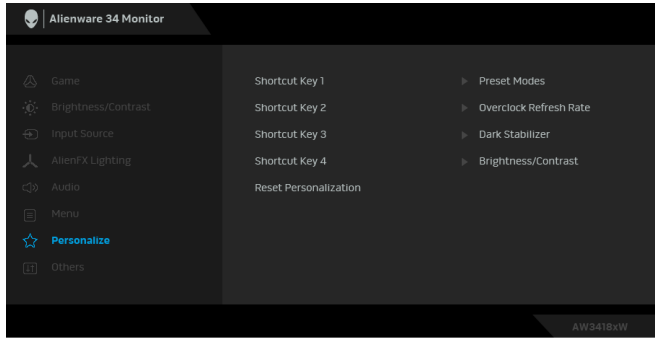 Alienware 34 Monitor
Game
Shortcut Key 1 Preset Modes
Brightness/Contrast
Shortcut Key 2 Overclock Refresh Rate
Input Source
Shortcut Key 3 Dark Stabilizer
AlienFX Lighting
Shortcut Key 4 Brightness/Contrast
Audio
Reset Personalization
Menu
Personalize
Others
AW3418xW